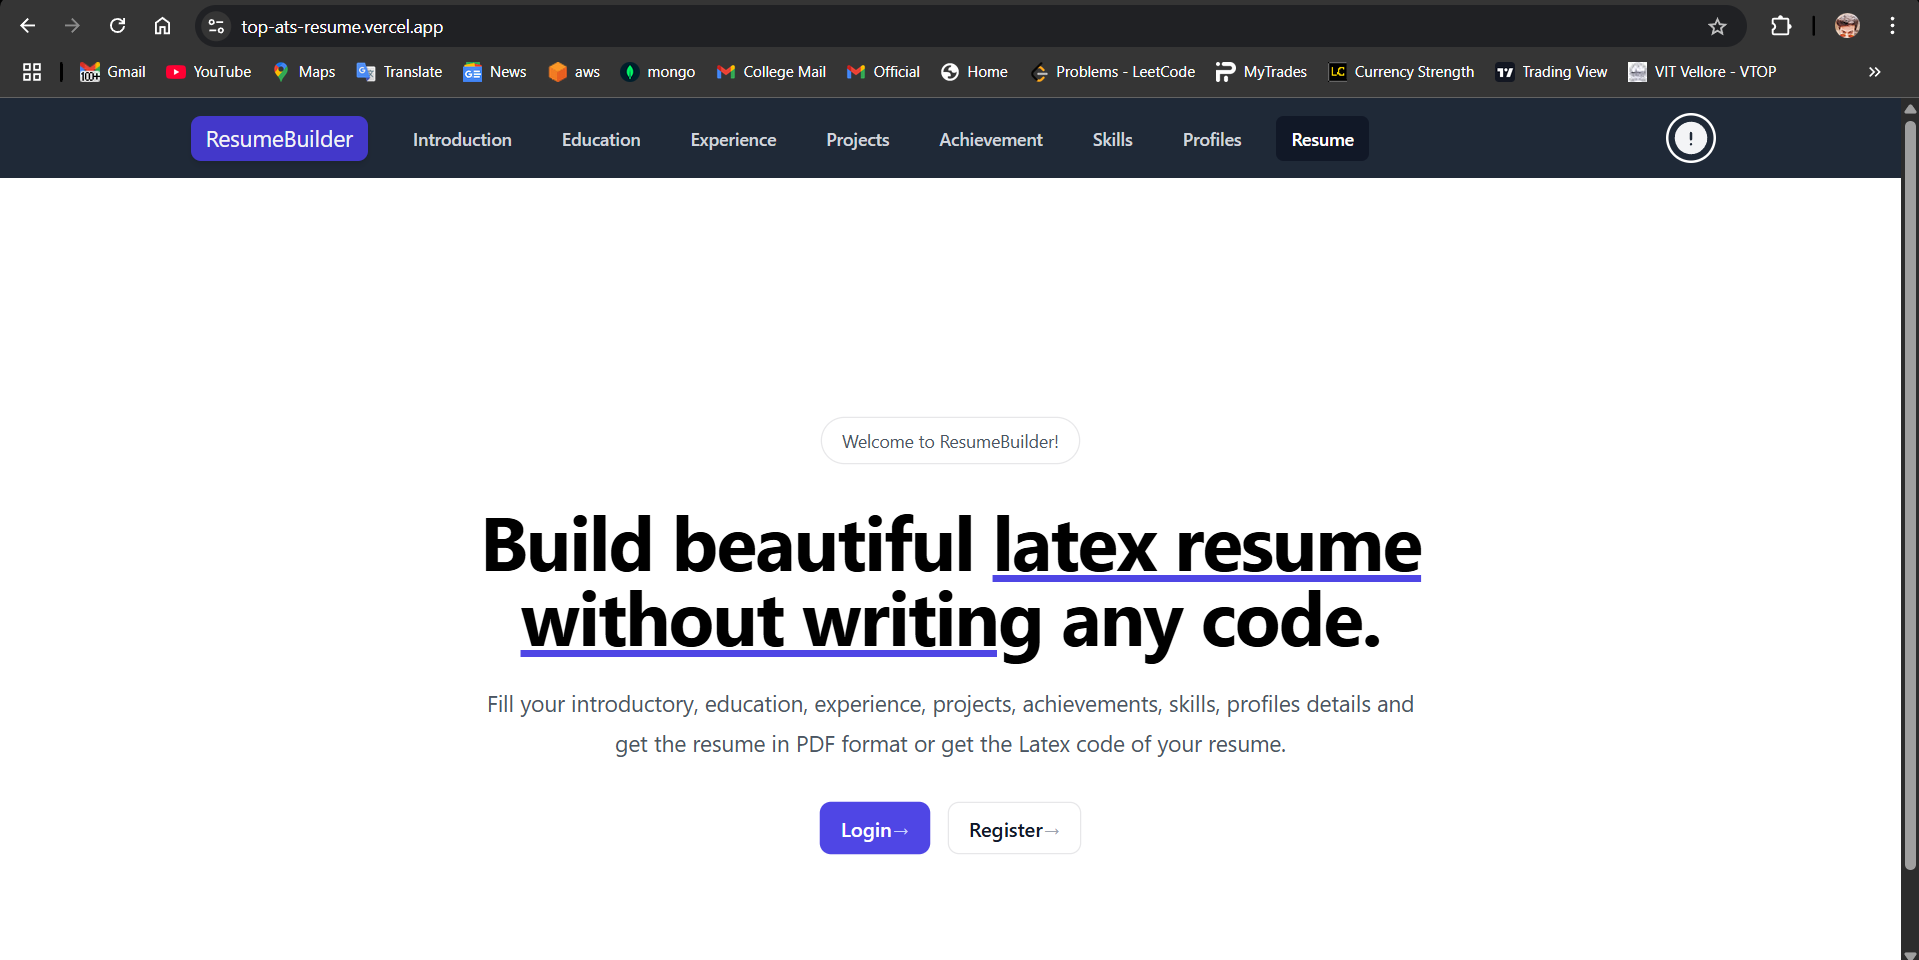 top-ats-resume.vercel.app
100+ Gmail YouTube Maps Translate News aws mongo College Mail Official Home Problems - LeetCode MyTrades LC Currency Strength Trading View VIT Vellore - VTOP »
ResumeBuilder Introduction Education Experience Projects Achievement Skills Profiles Resume !
Welcome to ResumeBuilder!
Build beautiful latex resume
without writing any code.
Fill your introductory, education, experience, projects, achievements, skills, profiles details and
get the resume in PDF format or get the Latex code of your resume.
Login→ Register→